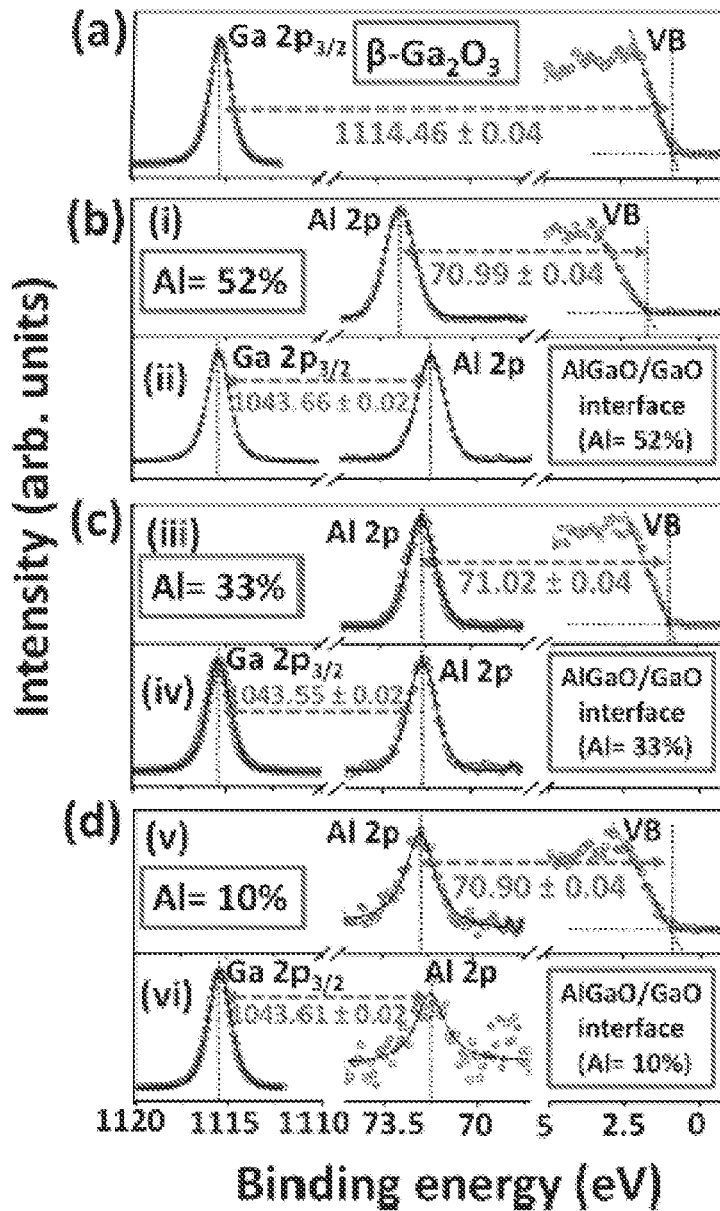 (a)
Ga 2p3/2
β-Ga2O3
VB
1114.46 ± 0.04
(b)
(i)
Al 2p
VB
Al= 52%
70.99 ± 0.04
(ii)
Ga 2p3/2
Al 2p
1043.66 ± 0.02
AlGaO/GaO
interface
(Al= 52%)
(c)
(iii)
Al 2p
VB
Al= 33%
71.02 ± 0.04
(iv)
Ga 2p3/2
Al 2p
1043.55 ± 0.02
AlGaO/GaO
interface
(Al= 33%)
(d)
(v)
Al 2p
VB
Al= 10%
70.90 ± 0.04
(vi)
Ga 2p3/2
Al 2p
1043.61 ± 0.02
AlGaO/GaO
interface
(Al= 10%)
1120 1115 1110 73.5 70 5 2.5 0
Binding energy (eV)
Intensity (arb. units)